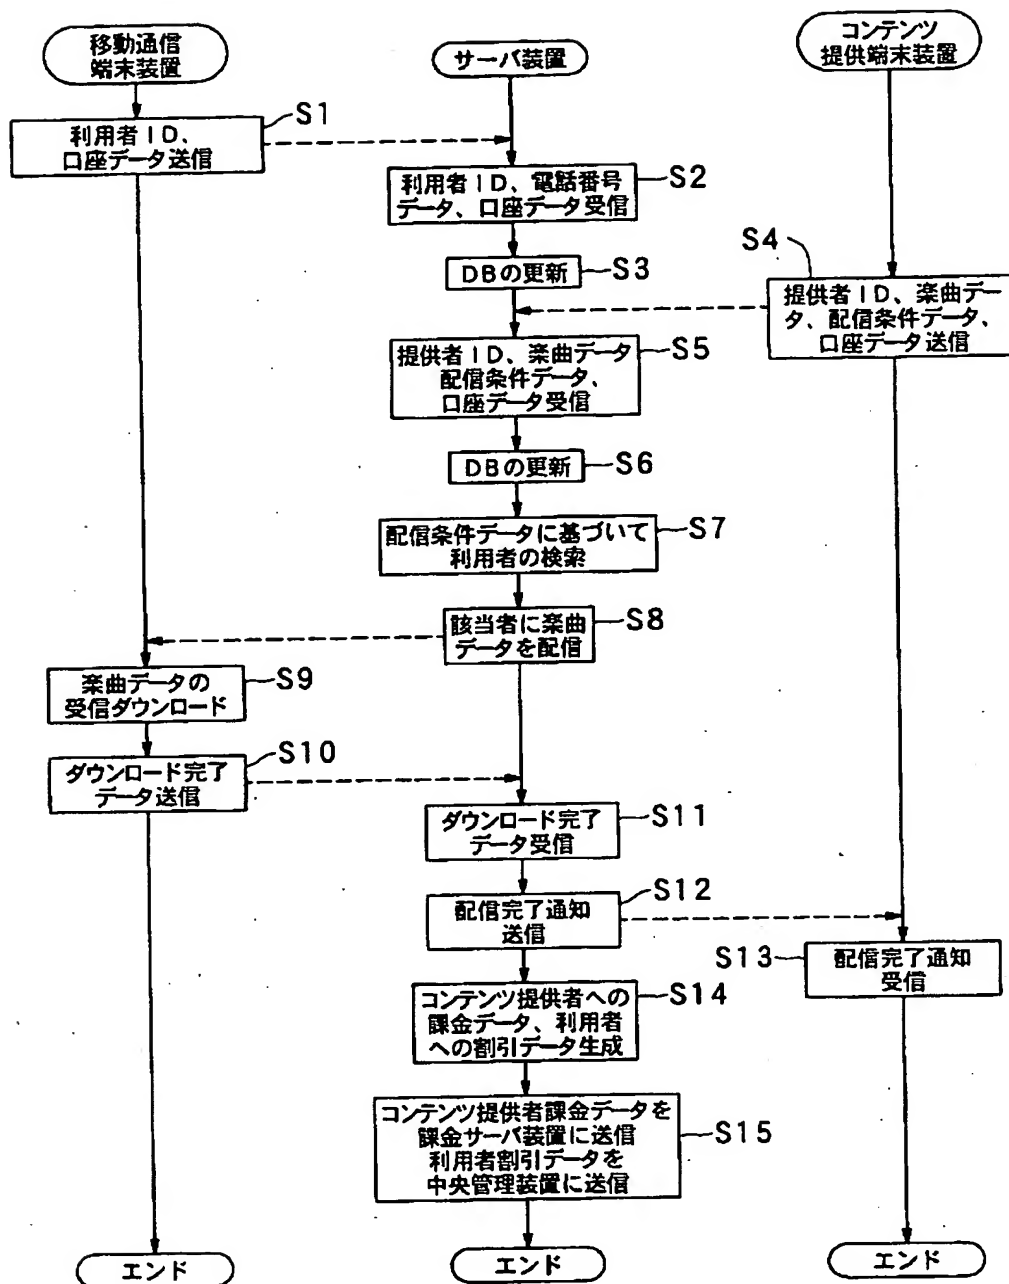 移動通信
端末装置
サーバ装置
コンテンツ
提供端末装置
S1
利用者ID、
口座データ送信
S2
利用者ID、電話番号
データ、口座データ受信
S3
DBの更新
S4
提供者ID、楽曲デー
タ、配信条件データ、
口座データ送信
S5
提供者ID、楽曲データ
配信条件データ、
口座データ受信
S6
DBの更新
S7
配信条件データに基づいて
利用者の検索
S8
該当者に楽曲
データを配信
S9
楽曲データの
受信ダウンロード
S10
ダウンロード完了
データ送信
S11
ダウンロード完了
データ受信
S12
配信完了通知
送信
S13
配信完了通知
受信
S14
コンテンツ提供者への
課金データ、利用者
への割引データ生成
S15
コンテンツ提供者課金データを
課金サーバ装置に送信
利用者割引データを
中央管理装置に送信
エンド
エンド
エンド